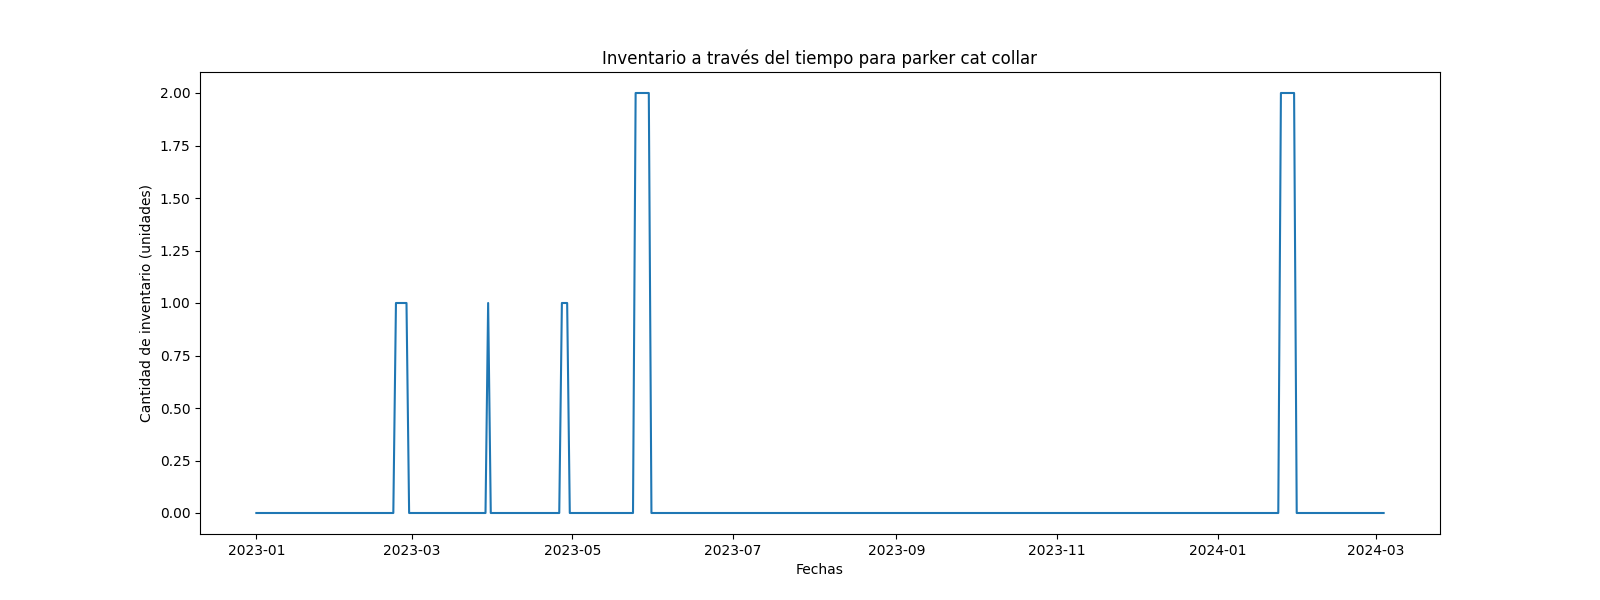 Inventario a través del tiempo para parker cat collar
Cantidad de inventario (unidades)
2.00
1.75
1.50
1.25
1.00
0.75
0.50
0.25
0.00
2023-01 2023-03 2023-05 2023-07 2023-09 2023-11 2024-01 2024-03
Fechas